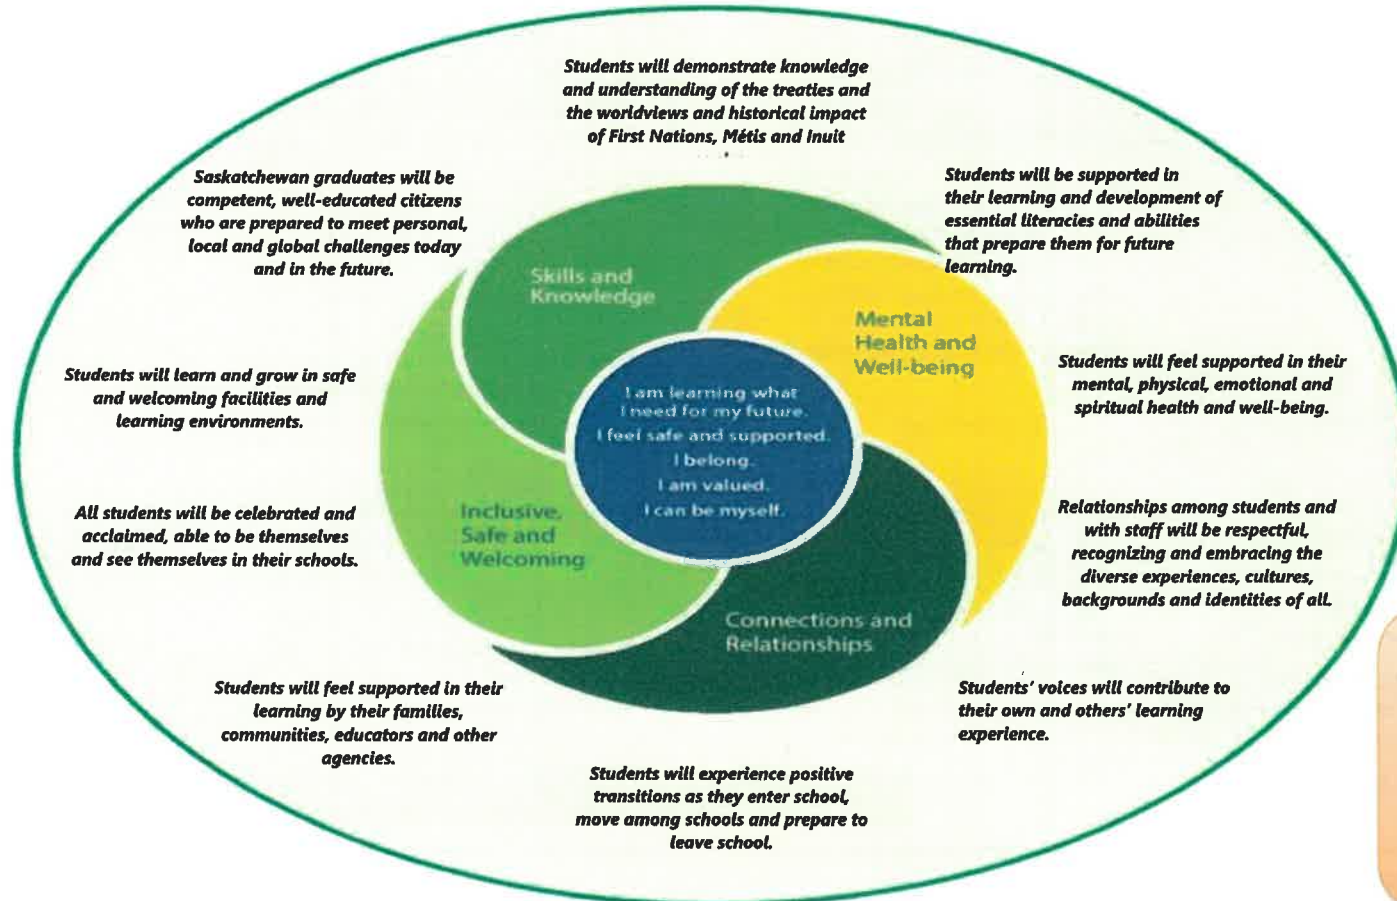 Students will demonstrate knowledge
and understanding of the treaties and
the worldviews and historical impact
of First Nations, Métis and Inuit
Saskatchewan graduates will be
competent, well-educated citizens
who are prepared to meet personal,
local and global challenges today
and in the future.
Students will be supported in
their learning and development of
essential literacies and abilities
that prepare them for future
learning.
Skills and
Knowledge
Mental
Health and
Well-being
Students will learn and grow in safe
and welcoming facilities and
learning environments.
Students will feel supported in their
mental, physical, emotional and
spiritual health and well-being.
I am learning what
I need for my future.
I feel safe and supported.
I belong.
I am valued.
I can be myself.
All students will be celebrated and
acclaimed, able to be themselves
and see themselves in their schools.
Inclusive,
Safe and
Welcoming
Relationships among students and
with staff will be respectful,
recognizing and embracing the
diverse experiences, cultures,
backgrounds and identities of all.
Connections and
Relationships
Students will feel supported in their
learning by their families,
communities, educators and other
agencies.
Students' voices will contribute to
their own and others' learning
experience.
Students will experience positive
transitions as they enter school,
move among schools and prepare to
leave school.